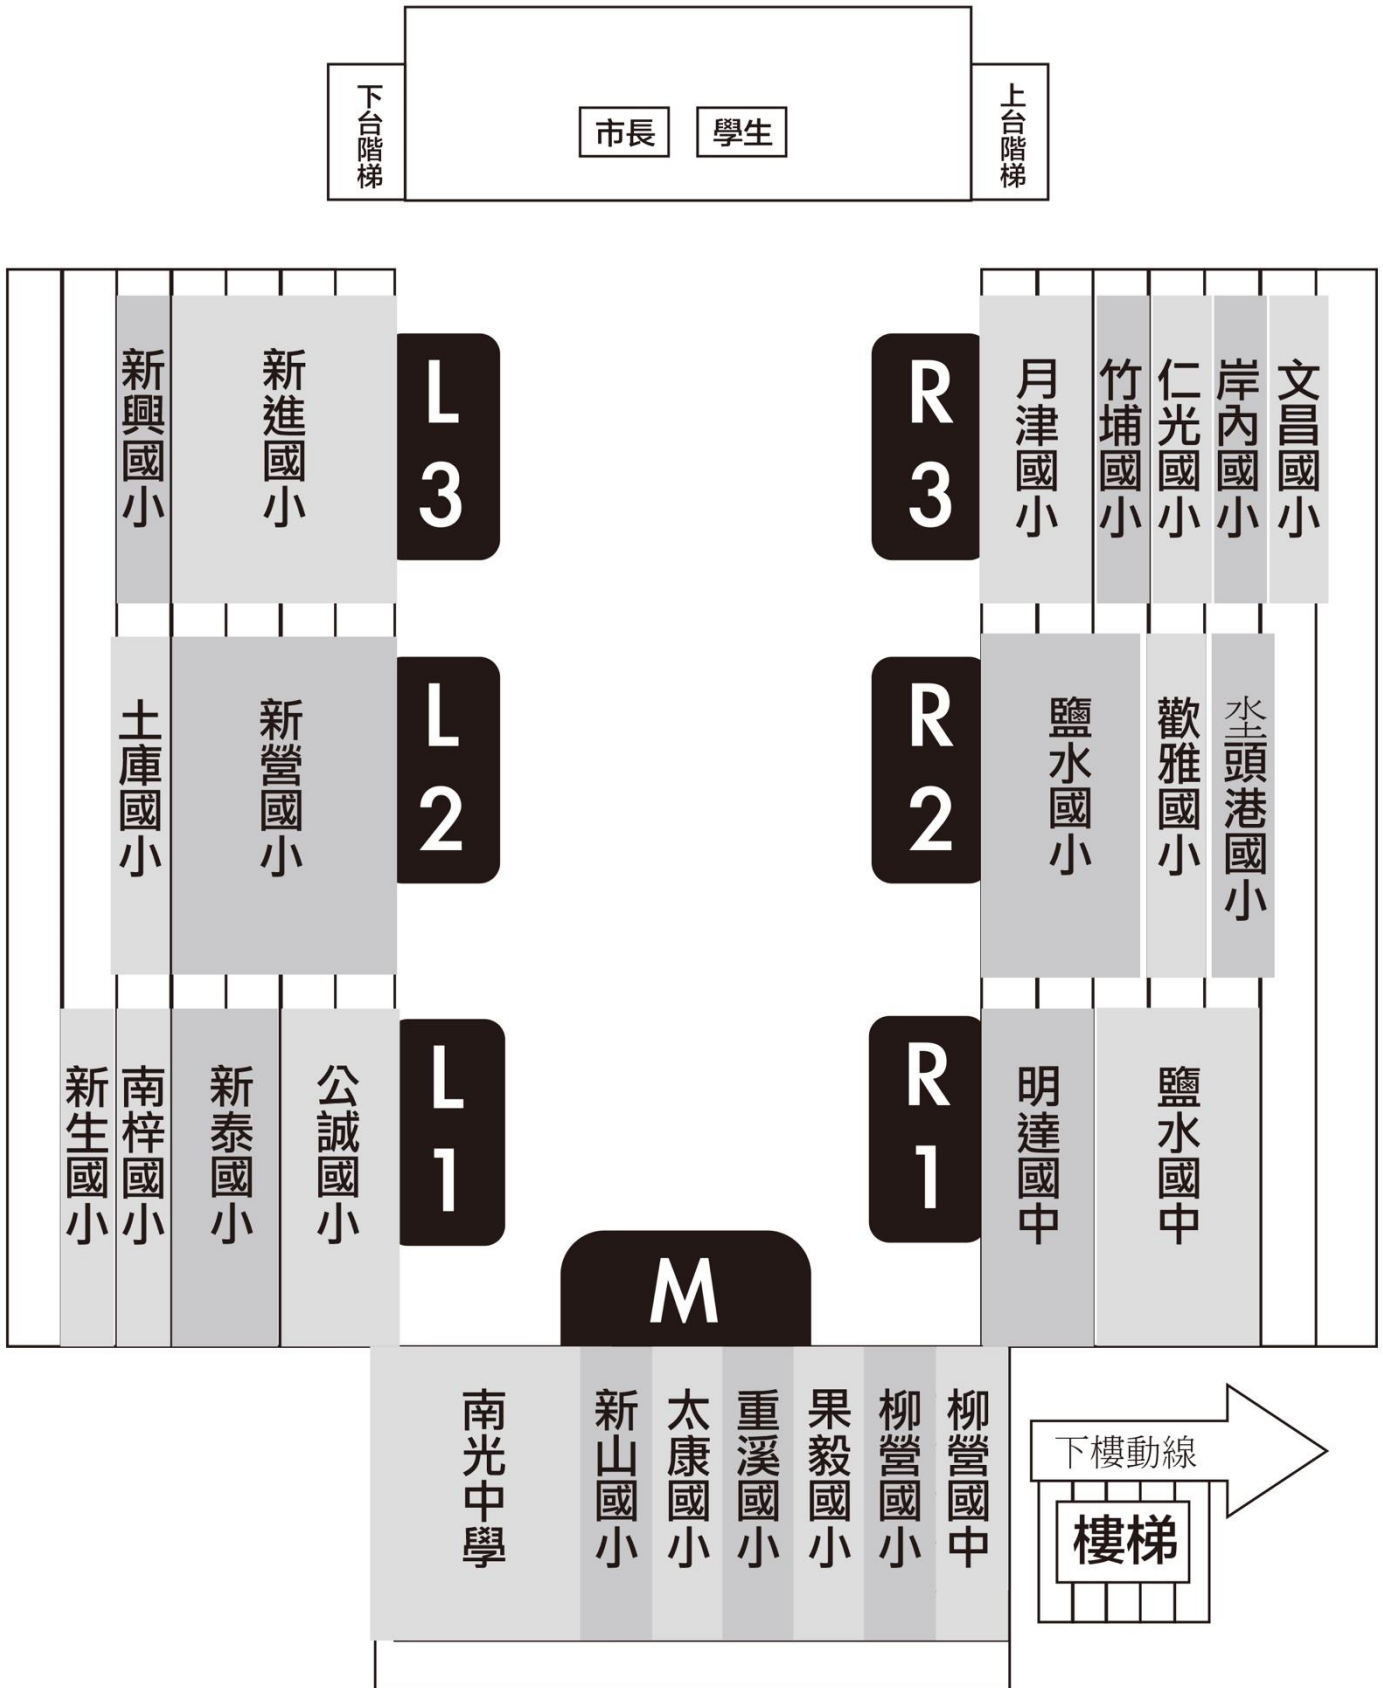 下台階梯
市長
學生
上台階梯
新興國小
新進國小
L3
R3
月津國小
竹埔國小
仁光國小
岸內國小
文昌國小
土庫國小
新營國小
L2
R2
鹽水國小
歡雅國小
坔頭港國小
新生國小
南梓國小
新泰國小
公誠國小
L1
R1
明達國中
鹽水國中
M
南光中學
新山國小
太康國小
重溪國小
果毅國小
柳營國小
柳營國中
下樓動線
樓梯